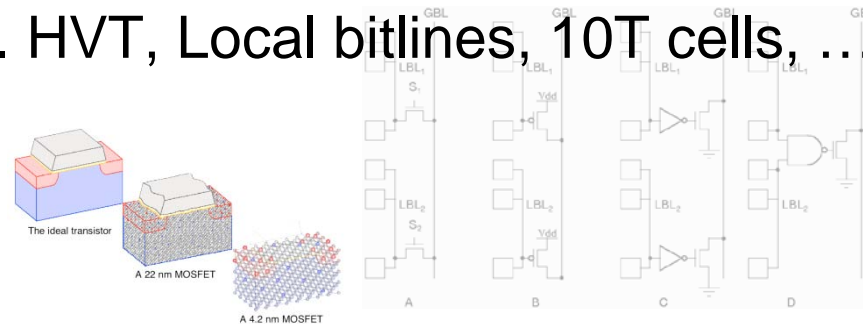 . HVT, Local bitlines, 10T cells, …
GBL GBL GBL GBL
LBL₁ LBL₁ LBL₁ LBL₁
S₁
Vdd
The ideal transistor
LBL₂ LBL₂ LBL₂ LBL₂
S₂
Vdd
A 22 nm MOSFET
A B C D
A 4.2 nm MOSFET